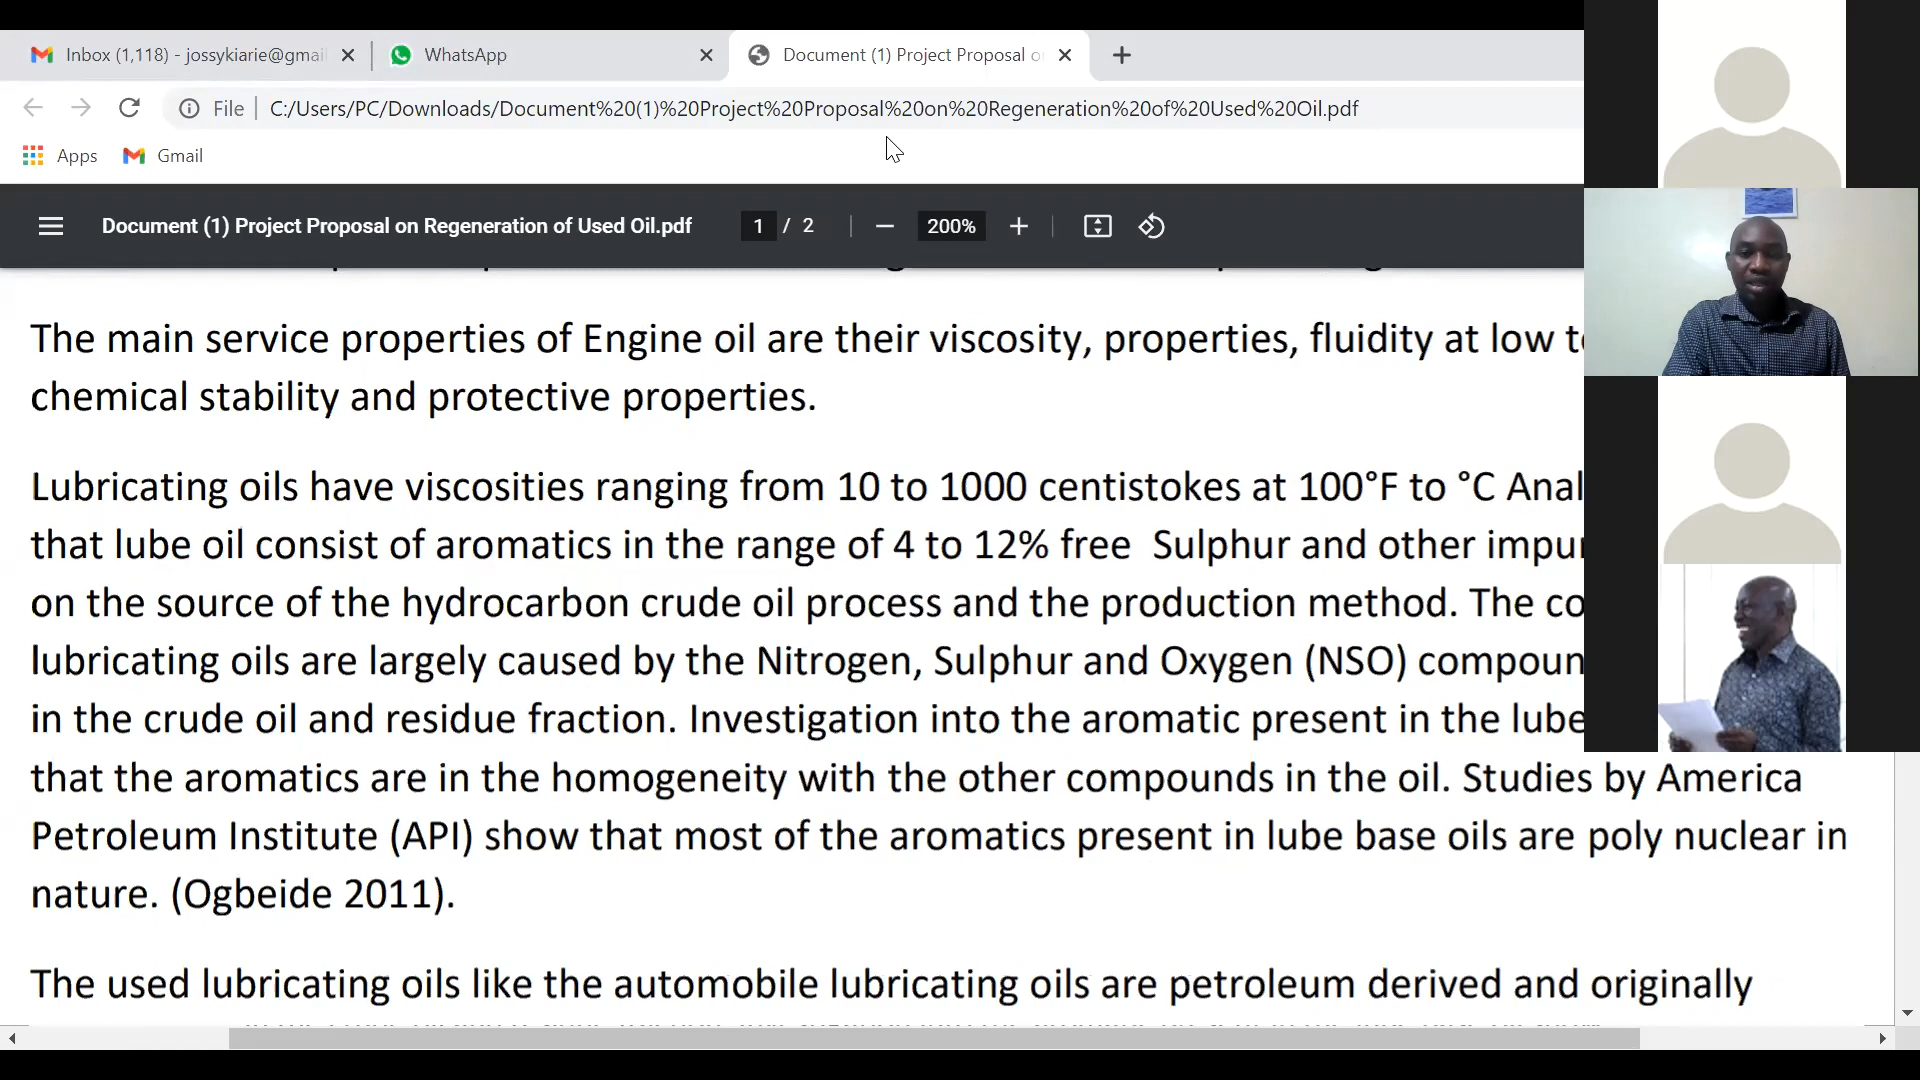 Inbox (1,118) - jossykiarie@gmai
WhatsApp
Document (1) Project Proposal o
File
C:/Users/PC/Downloads/Document%20(1)%20Project%20Proposal%20on%20Regeneration%20of%20Used%20Oil.pdf
Apps
Gmail
Document (1) Project Proposal on Regeneration of Used Oil.pdf
1 / 2
200%
The main service properties of Engine oil are their viscosity, properties, fluidity at low
chemical stability and protective properties.
Lubricating oils have viscosities ranging from 10 to 1000 centistokes at 100°F to °C Anal
that lube oil consist of aromatics in the range of 4 to 12% free Sulphur and other impur
on the source of the hydrocarbon crude oil process and the production method. The co
lubricating oils are largely caused by the Nitrogen, Sulphur and Oxygen (NSO) compoun
in the crude oil and residue fraction. Investigation into the aromatic present in the lube
that the aromatics are in the homogeneity with the other compounds in the oil. Studies by America
Petroleum Institute (API) show that most of the aromatics present in lube base oils are poly nuclear in
nature. (Ogbeide 2011).
The used lubricating oils like the automobile lubricating oils are petroleum derived and originally